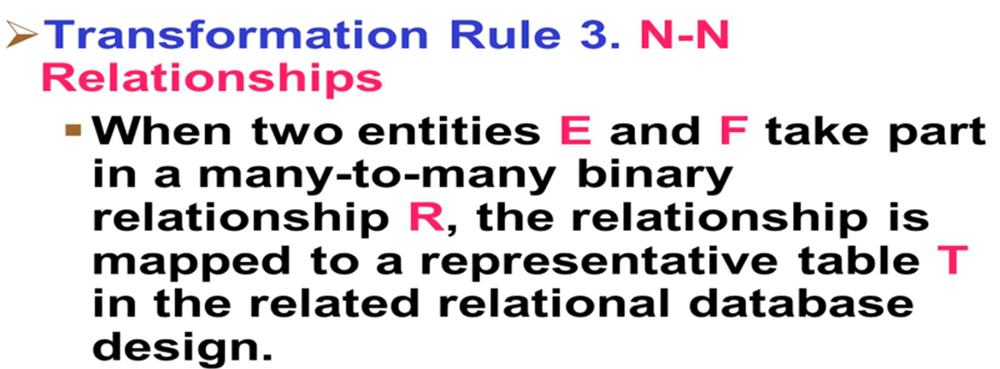 Transformation Rule 3. N-N
Relationships
When two entities E and F take part
in a many-to-many binary
relationship R, the relationship is
mapped to a representative table T
in the related relational database
design.